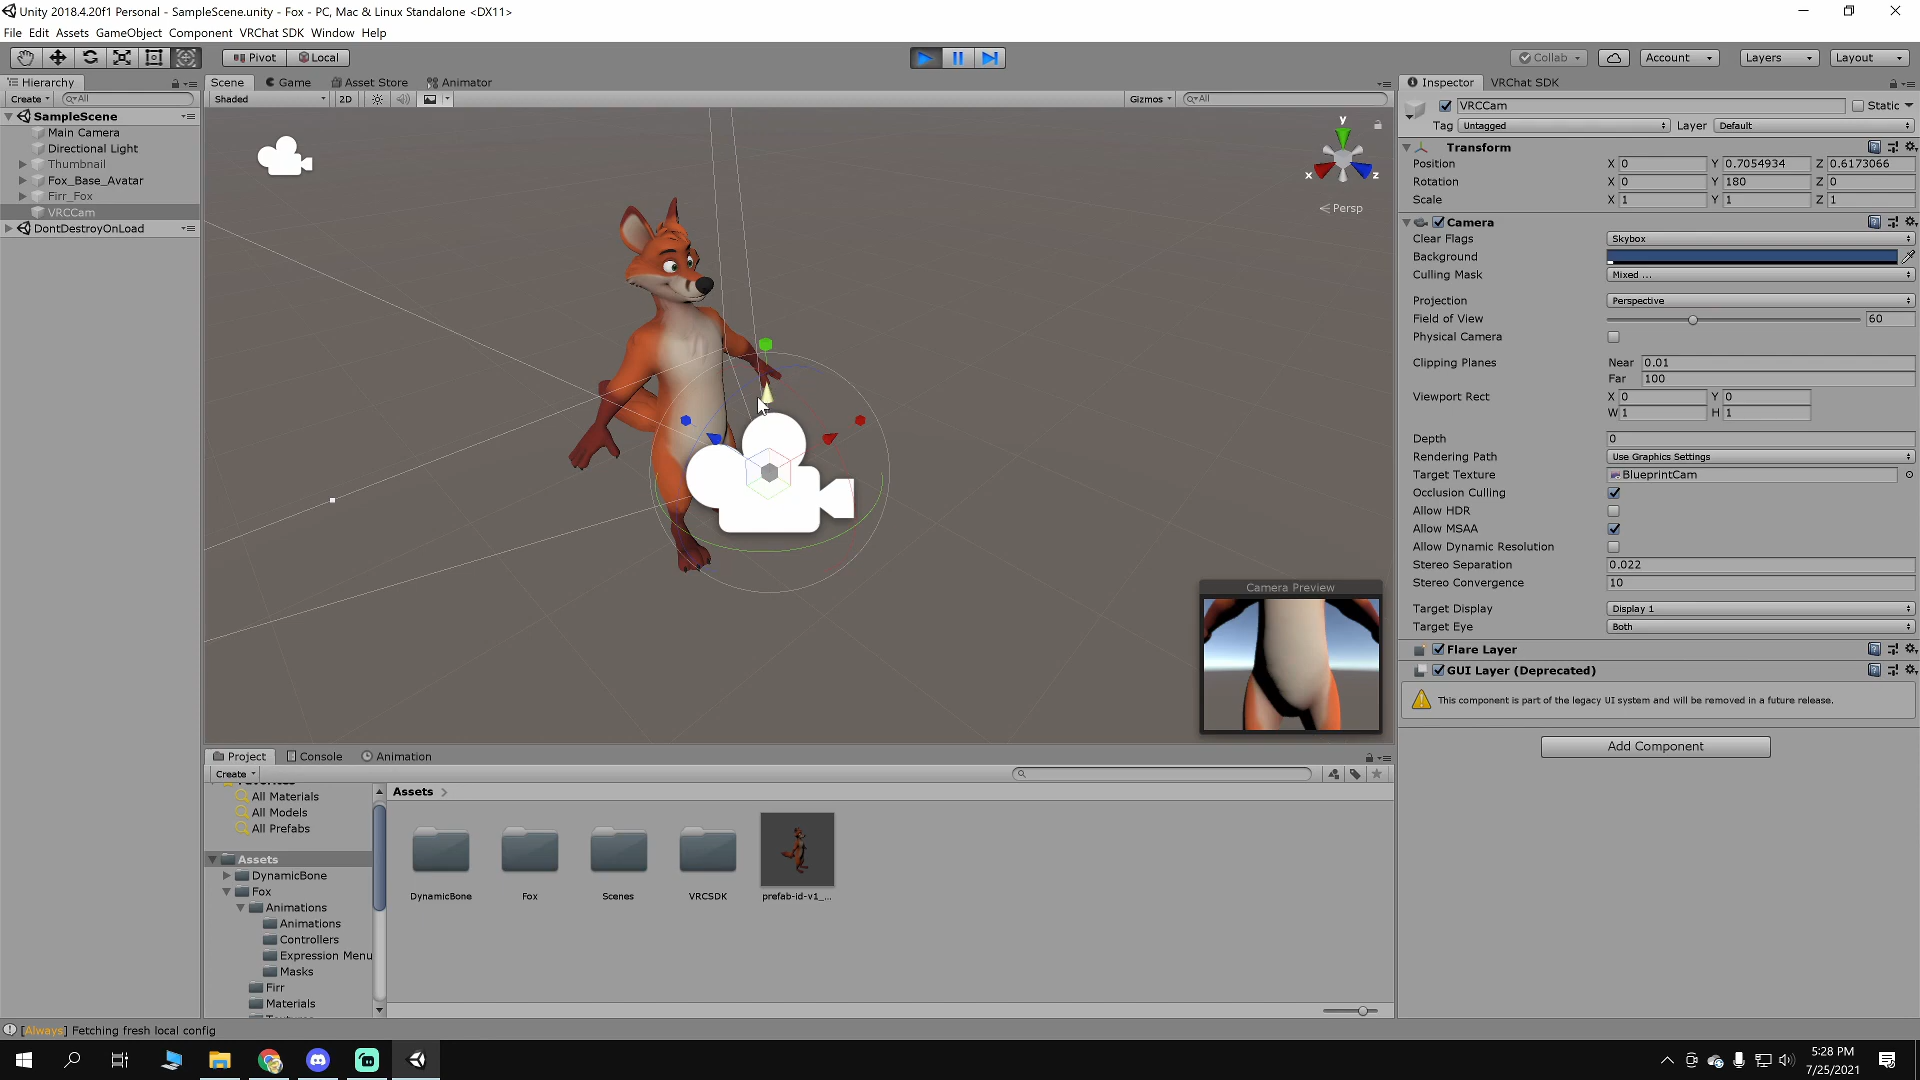 Unity 2018.4.20f1 Personal - SampleScene.unity - Fox - PC, Mac & Linux Standalone <DX11>
File Edit Assets GameObject Component VRChat SDK Window Help
Pivot Local Collab Account Layers Layout
Hierarchy
Create All
SampleScene
Main Camera
Directional Light
Thumbnail
Fox_Base_Avatar
Firr_Fox
VRCCam
DontDestroyOnLoad
Scene Game Asset Store Animator
Shaded 2D Gizmos All
y
x z
Persp
Camera Preview
Inspector VRChat SDK
VRCCam Static
Tag Untagged Layer Default
Transform
Position X 0 Y 0.7054934 Z 0.6173066
Rotation X 0 Y 180 Z 0
Scale X 1 Y 1 Z 1
Camera
Clear Flags Skybox
Background
Culling Mask Mixed ...
Projection Perspective
Field of View 60
Physical Camera
Clipping Planes Near 0.01
Far 100
Viewport Rect X 0 Y 0
W 1 H 1
Depth 0
Rendering Path Use Graphics Settings
Target Texture BlueprintCam
Occlusion Culling
Allow HDR
Allow MSAA
Allow Dynamic Resolution
Stereo Separation 0.022
Stereo Convergence 10
Target Display Display 1
Target Eye Both
Flare Layer
GUI Layer (Deprecated)
This component is part of the legacy UI system and will be removed in a future release.
Add Component
Project Console Animation
Create
All Materials
All Models
All Prefabs
Assets
DynamicBone
Fox
Animations
Animations
Controllers
Expression Menu
Masks
Firr
Materials
Assets
DynamicBone Fox Scenes VRCSDK prefab-id-v1_...
[Always] Fetching fresh local config
5:28 PM
7/25/2021